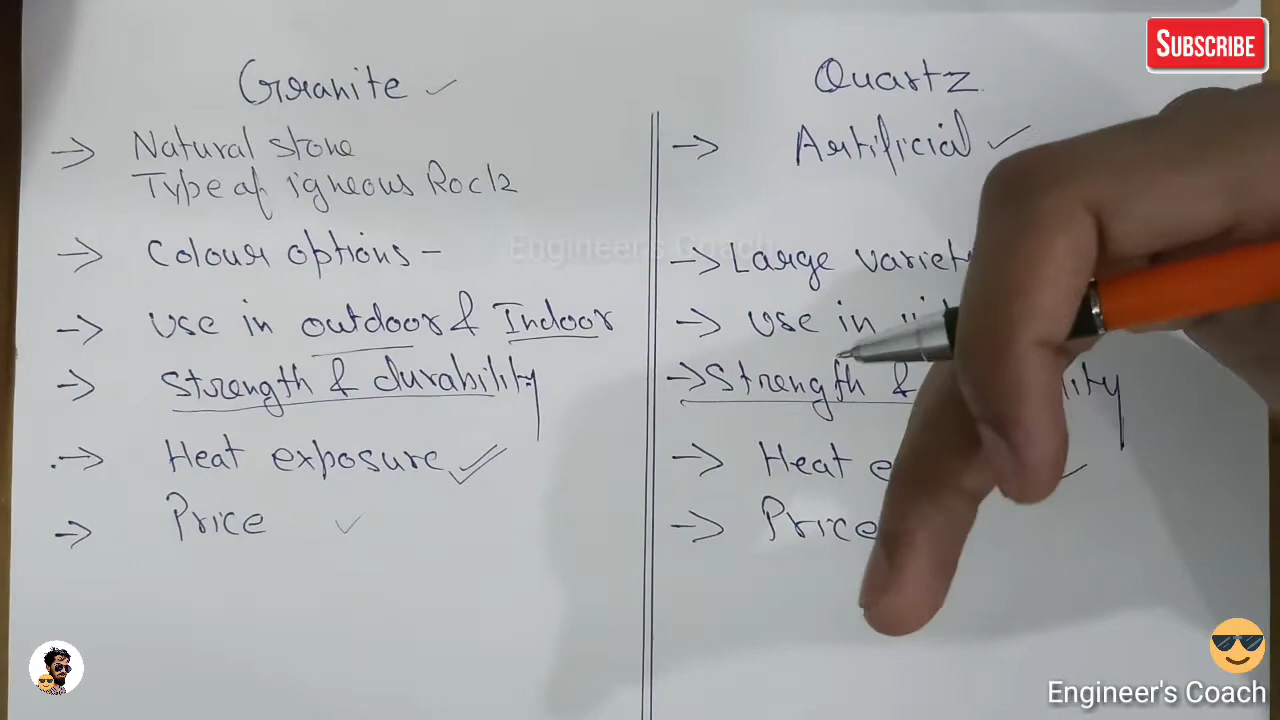 SUBSCRIBE
Granite
Natural stone
Type of igneous Rock
Colour options -
Use in outdoor & Indoor
Strength & durability
Heat exposure
Price
Quartz
Artificial
Large variety
Use in
Strength &
Heat
Price
Engineer's Coach
Engineer's Coach